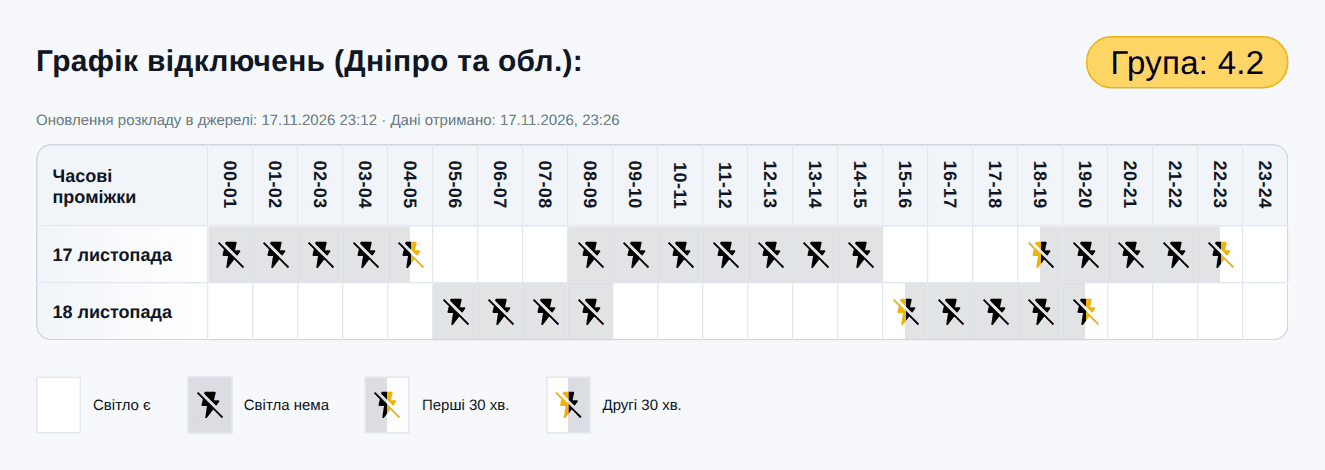 Графік відключень (Дніпро та обл.):
Група: 4.2
Оновлення розкладу в джерелі: 17.11.2026 23:12 · Дані отримано: 17.11.2026, 23:26
Часові
проміжки
00-01
01-02
02-03
03-04
04-05
05-06
06-07
07-08
08-09
09-10
10-11
11-12
12-13
13-14
14-15
15-16
16-17
17-18
18-19
19-20
20-21
21-22
22-23
23-24
17 листопада
18 листопада
Світло є
Світла нема
Перші 30 хв.
Другі 30 хв.